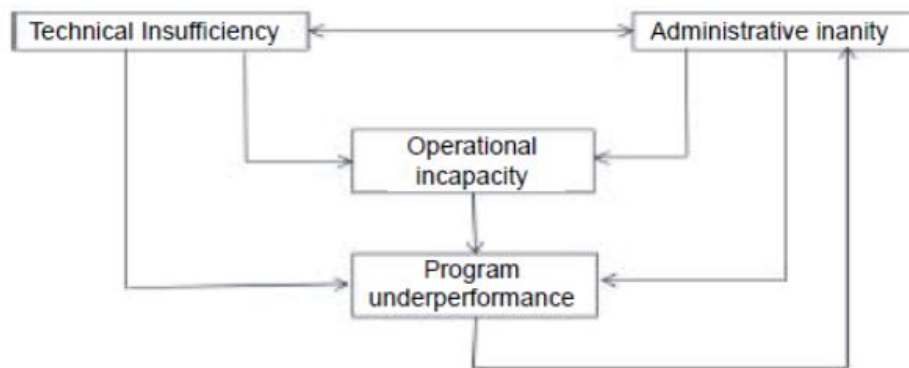 Technical Insufficiency
Administrative inanity
Operational
incapacity
Program
underperformance